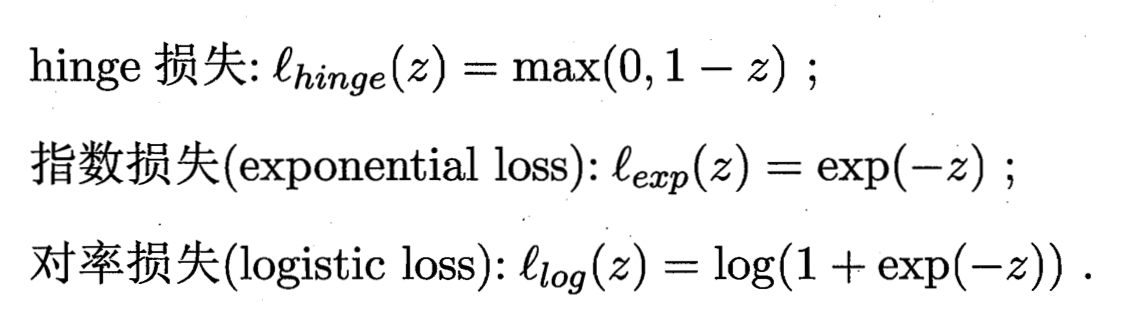 hinge 损失: ℓ_{hinge}(z) = max(0, 1 − z) ;
指数损失(exponential loss): ℓ_{exp}(z) = exp(−z) ;
对率损失(logistic loss): ℓ_{log}(z) = log(1 + exp(−z)) .